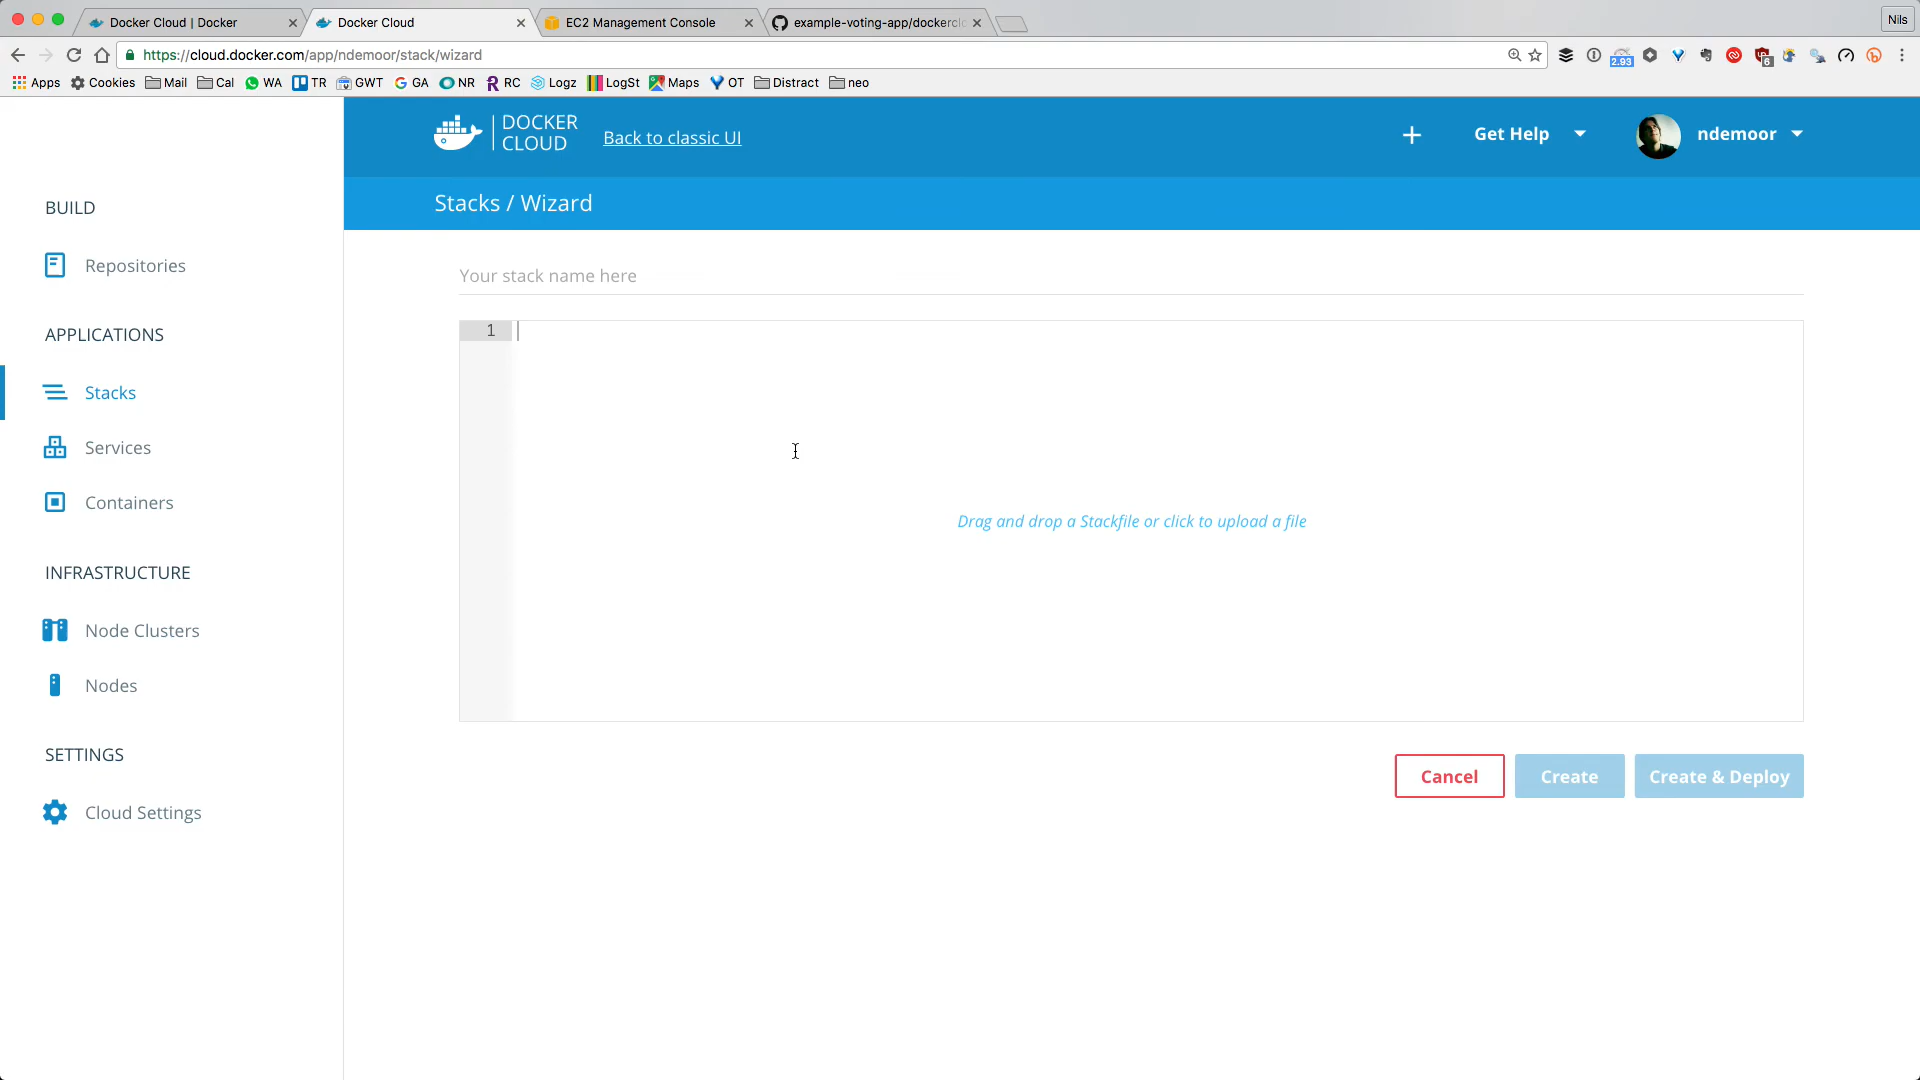 Docker Cloud | Docker
Docker Cloud
EC2 Management Console
example-voting-app/dockerclo
Nils
https://cloud.docker.com/app/ndemoor/stack/wizard
2.93
6
Apps
Cookies
Mail
Cal
WA
TR
GWT
GA
NR
RC
Logz
LogSt
Maps
OT
Distract
neo
DOCKER
CLOUD
Back to classic UI
Get Help
ndemoor
Stacks / Wizard
BUILD
Repositories
APPLICATIONS
Stacks
Services
Containers
INFRASTRUCTURE
Node Clusters
Nodes
SETTINGS
Cloud Settings
Your stack name here
1
Drag and drop a Stackfile or click to upload a file
Cancel
Create
Create & Deploy